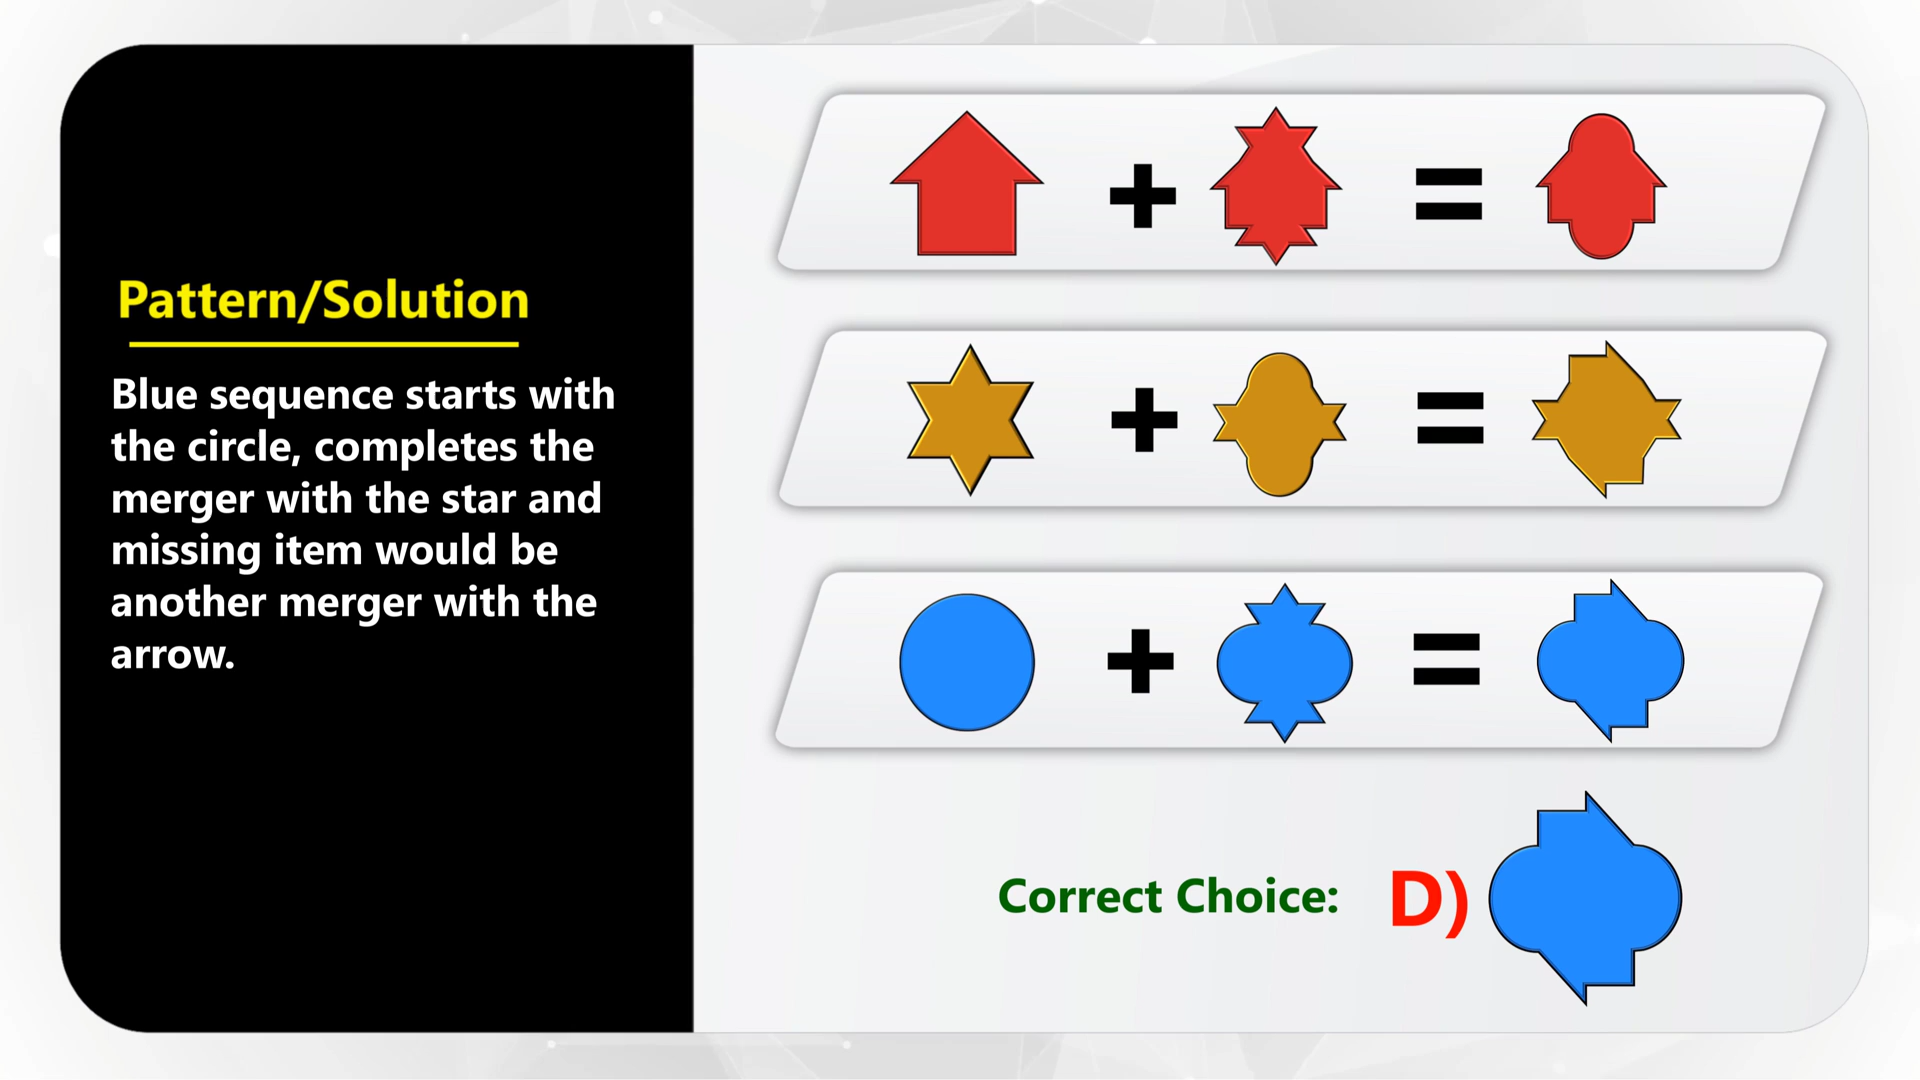 Pattern/Solution
Blue sequence starts with
the circle, completes the
merger with the star and
missing item would be
another merger with the
arrow.
+ =
+ =
+ =
Correct Choice: D)